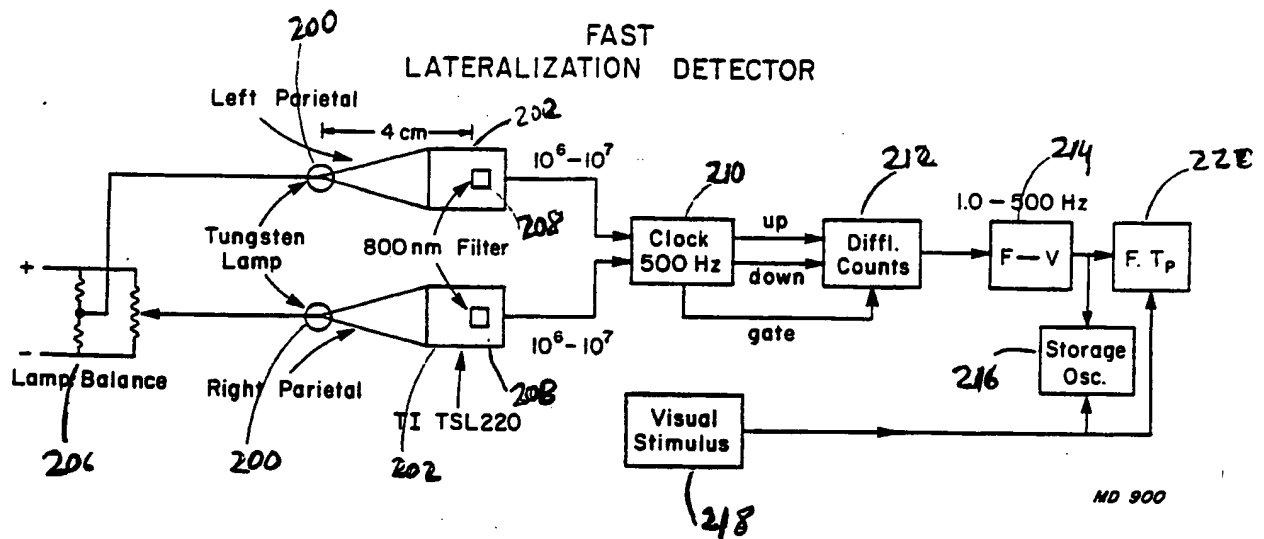 FAST
LATERALIZATION DETECTOR
200
Left Parietal
4 cm
202
10⁶-10⁷
208
Tungsten
Lamp
800 nm Filter
+
-
Lamp Balance
206
Right Parietal
200
202
TI TSL220
208
10⁶-10⁷
210
Clock
500 Hz
up
down
gate
212
Diffl.
Counts
214
1.0-500 Hz
F-V
F. Tp
216
Storage
Osc.
Visual
Stimulus
218
MD 900